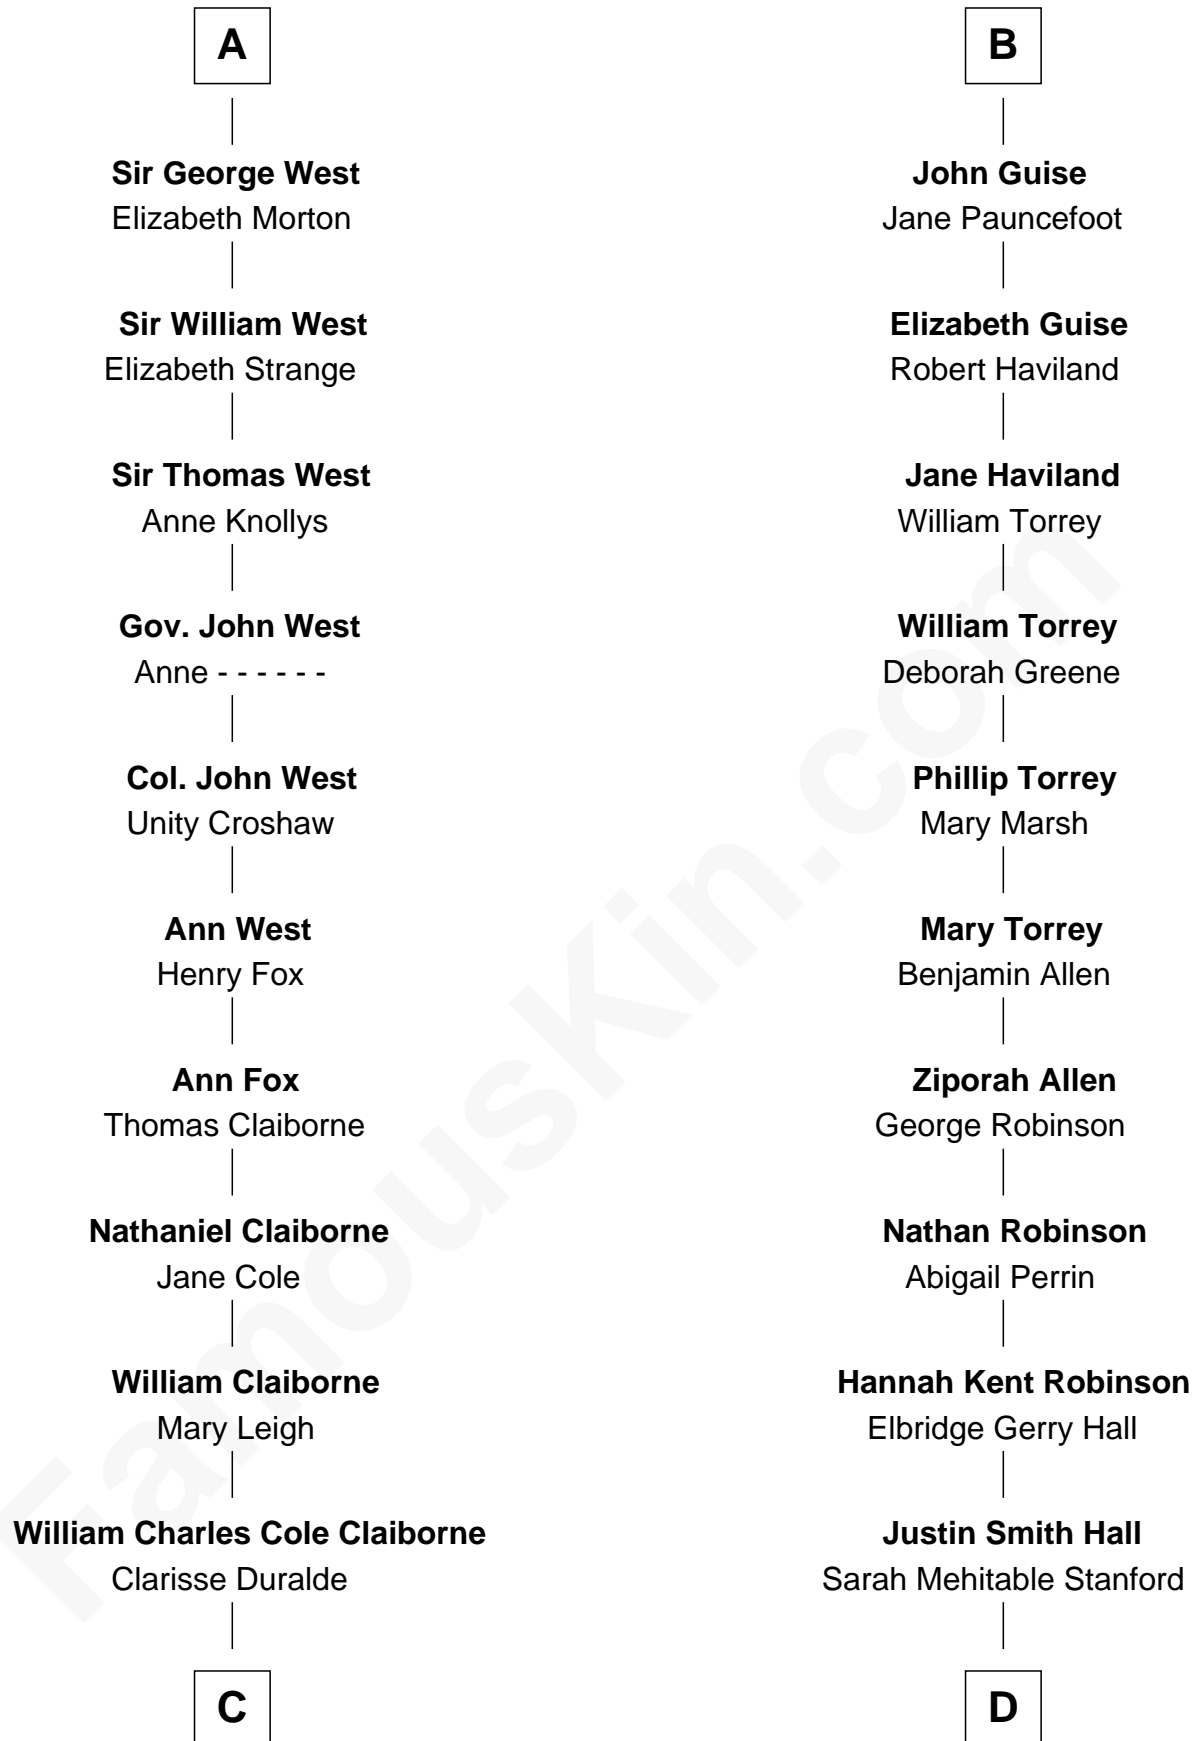 A
Sir George West
Elizabeth Morton
Sir William West
Elizabeth Strange
Sir Thomas West
Anne Knollys
Gov. John West
Anne - - - - - -
Col. John West
Unity Croshaw
Ann West
Henry Fox
Ann Fox
Thomas Claiborne
Nathaniel Claiborne
Jane Cole
William Claiborne
Mary Leigh
William Charles Cole Claiborne
Clarisse Duralde
C
B
John Guise
Jane Pauncefoot
Elizabeth Guise
Robert Haviland
Jane Haviland
William Torrey
William Torrey
Deborah Greene
Phillip Torrey
Mary Marsh
Mary Torrey
Benjamin Allen
Ziporah Allen
George Robinson
Nathan Robinson
Abigail Perrin
Hannah Kent Robinson
Elbridge Gerry Hall
Justin Smith Hall
Sarah Mehitable Stanford
D
FamousKin.com